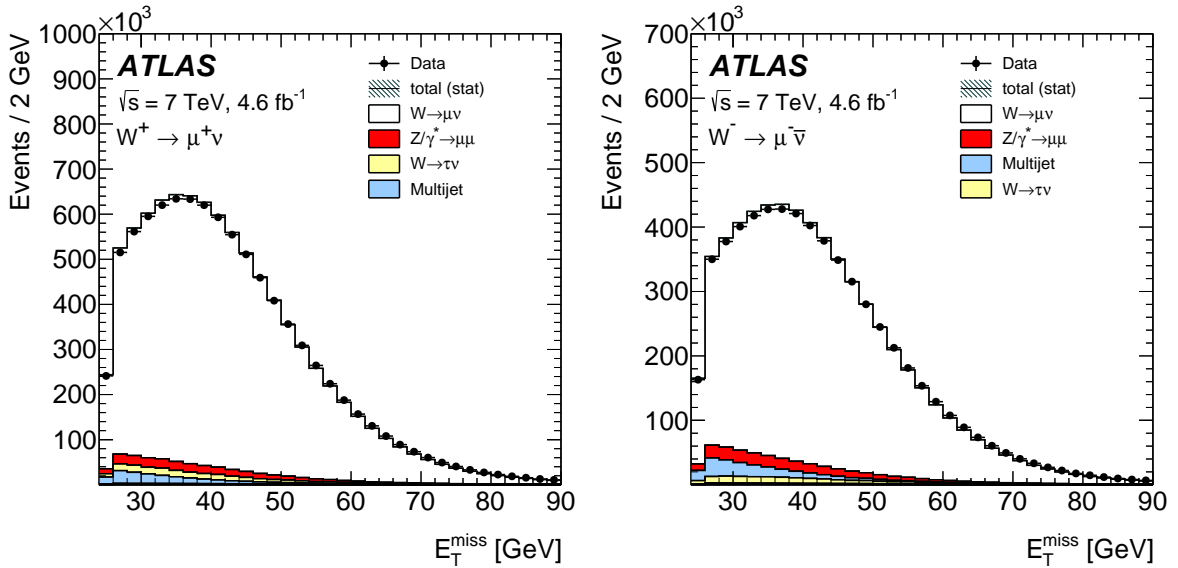 ×10³
1000
900
800
700
600
500
400
300
200
100
Events / 2 GeV
ATLAS
√s = 7 TeV, 4.6 fb⁻¹
W⁺ → μ⁺ν
Data
total (stat)
W→μν
Z/γ*→μμ
W→τν
Multijet
30 40 50 60 70 80 90
E_T^miss [GeV]
×10³
700
600
500
400
300
200
100
Events / 2 GeV
ATLAS
√s = 7 TeV, 4.6 fb⁻¹
W⁻ → μ⁻ν̅
Data
total (stat)
W→μν
Z/γ*→μμ
Multijet
W→τν
30 40 50 60 70 80 90
E_T^miss [GeV]